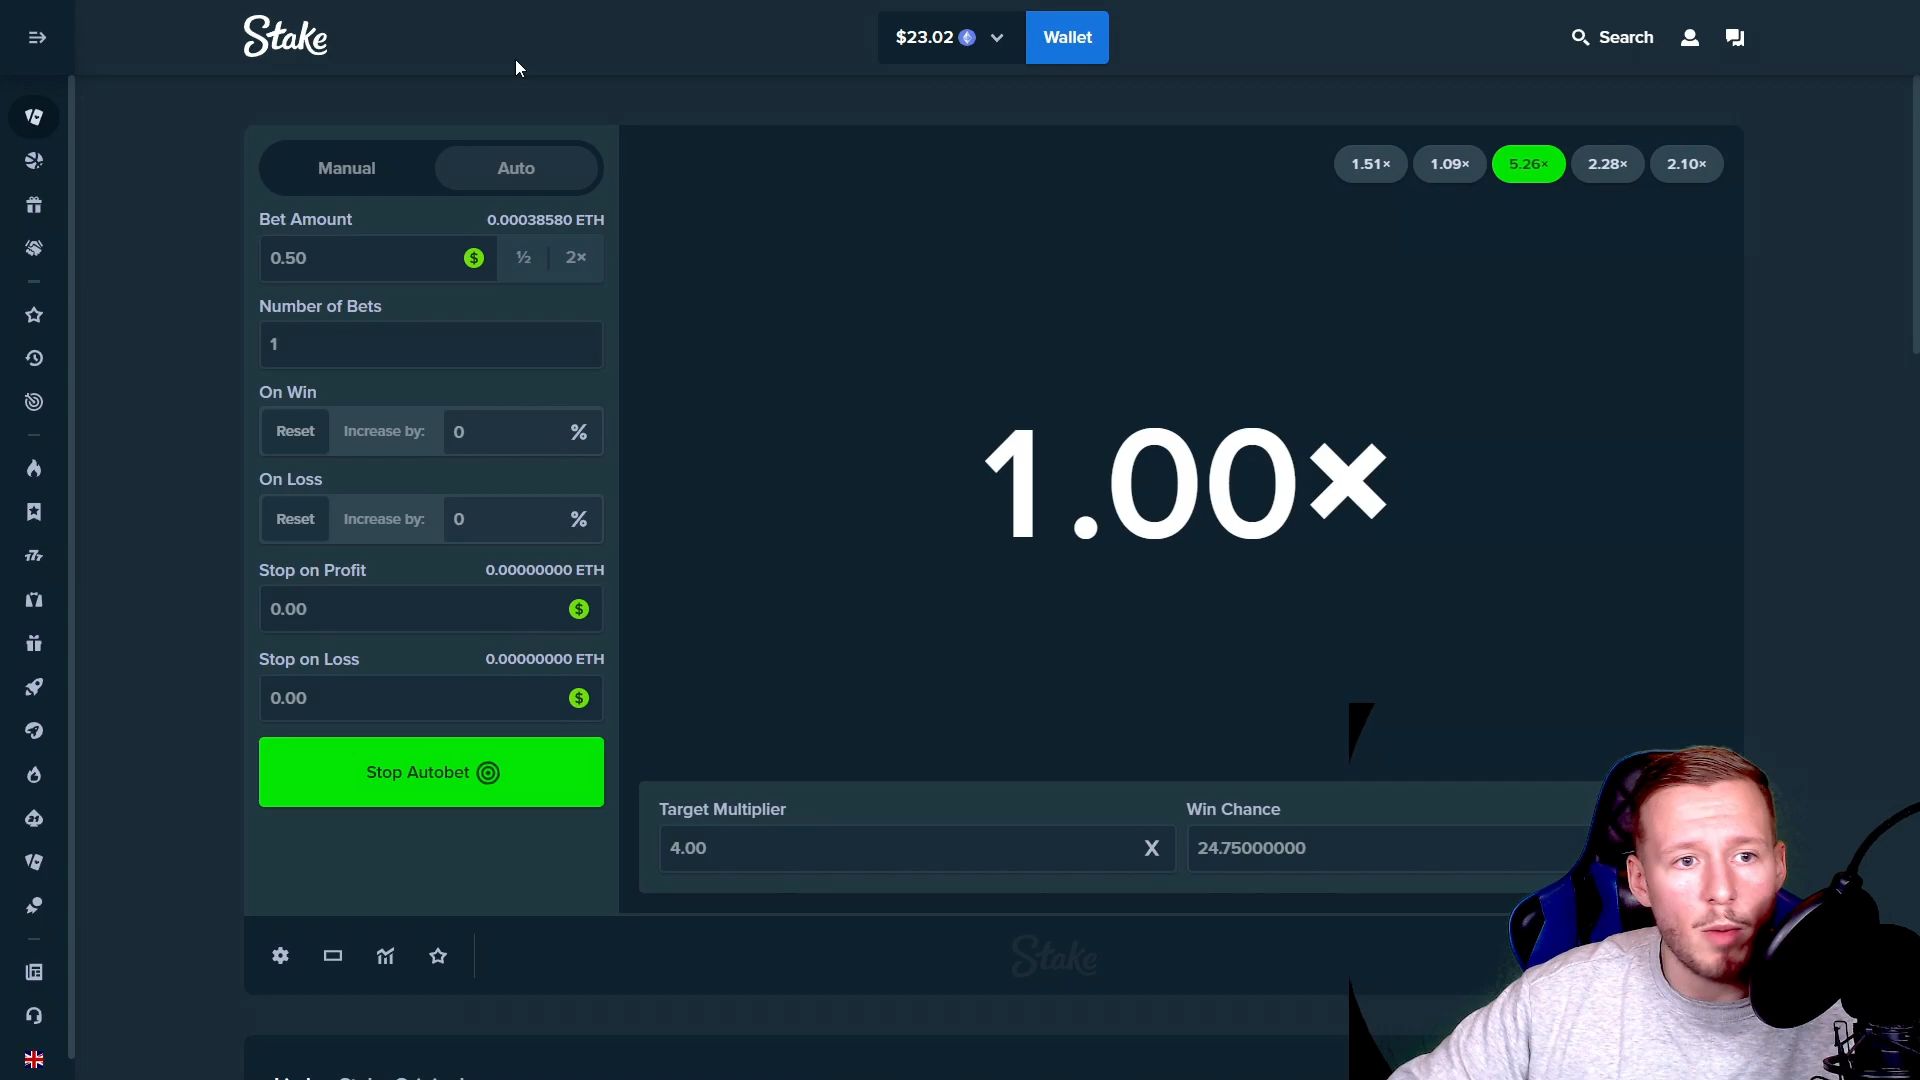 Stake
$23.02
Wallet
Search
Manual
Auto
1.51×
1.09×
5.26×
2.28×
2.10×
Bet Amount
0.00038580 ETH
0.50
$
½
2×
Number of Bets
1
On Win
Reset
Increase by:
0
%
On Loss
Reset
Increase by:
0
%
1.00×
Stop on Profit
0.00000000 ETH
0.00
$
Stop on Loss
0.00000000 ETH
0.00
$
Stop Autobet
Target Multiplier
4.00
X
Win Chance
24.75000000
Stake